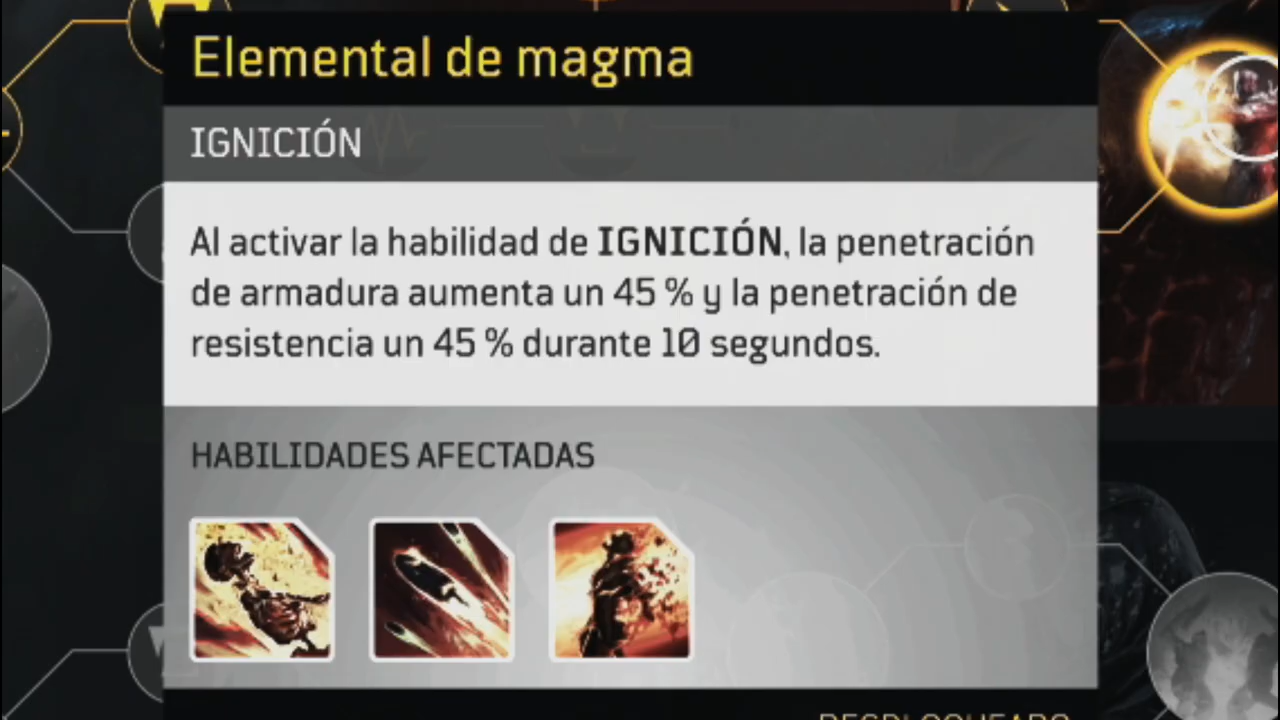 Elemental de magma
IGNICIÓN
Al activar la habilidad de IGNICIÓN, la penetración
de armadura aumenta un 45 % y la penetración de
resistencia un 45 % durante 10 segundos.
HABILIDADES AFECTADAS
DESBLOQUEADO